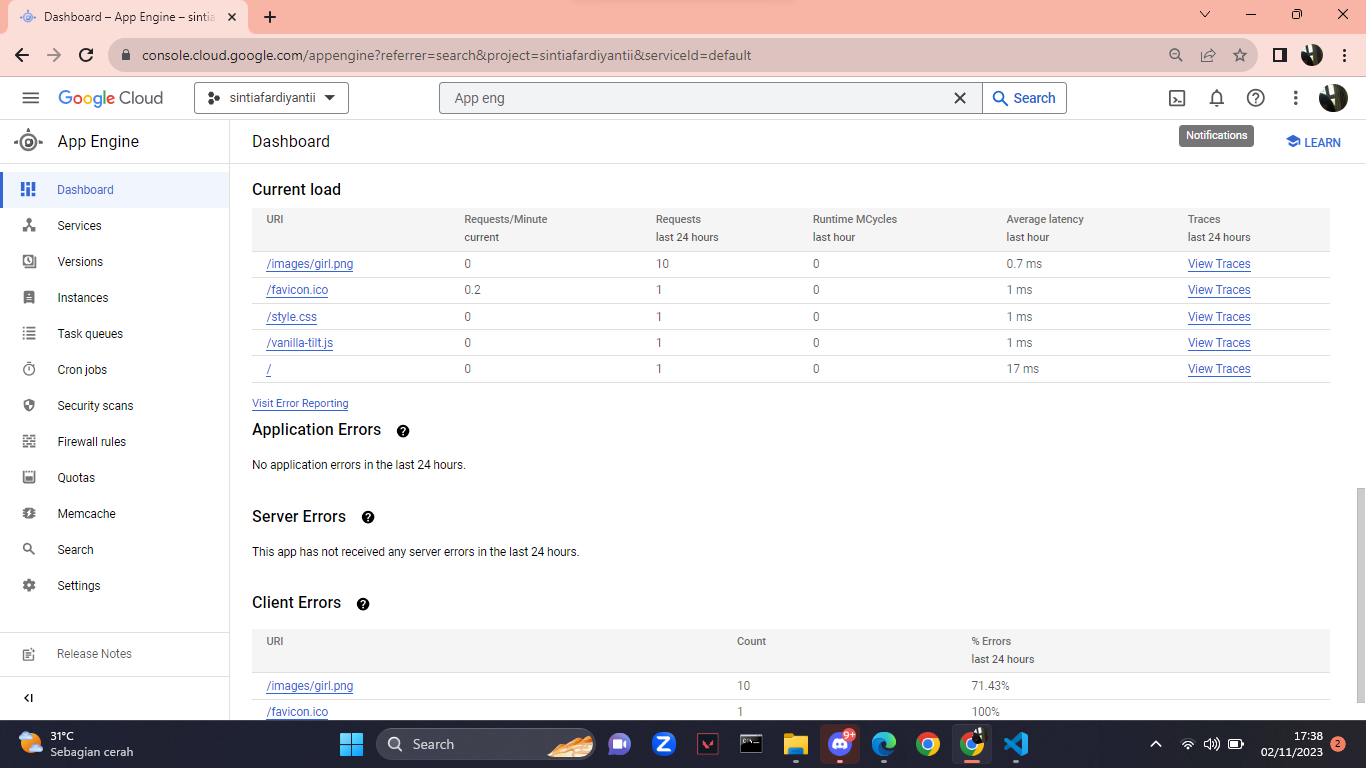 Dashboard – App Engine – sintia
console.cloud.google.com/appengine?referrer=search&project=sintiafardiyantii&serviceId=default
Google Cloud
sintiafardiyantii
App eng
Search
App Engine
Dashboard
Notifications
LEARN
Dashboard
Services
Versions
Instances
Task queues
Cron jobs
Security scans
Firewall rules
Quotas
Memcache
Search
Settings
Release Notes
Current load
URI Requests/Minute Requests Runtime MCycles Average latency Traces
current last 24 hours last hour last hour last 24 hours
/images/girl.png 0 10 0 0.7 ms View Traces
/favicon.ico 0.2 1 0 1 ms View Traces
/style.css 0 1 0 1 ms View Traces
/vanilla-tilt.js 0 1 0 1 ms View Traces
/ 0 1 0 17 ms View Traces
Visit Error Reporting
Application Errors
No application errors in the last 24 hours.
Server Errors
This app has not received any server errors in the last 24 hours.
Client Errors
URI Count % Errors
last 24 hours
/images/girl.png 10 71.43%
/favicon.ico 1 100%
31°C
Sebagian cerah
Search
9+
17:38
02/11/2023
2